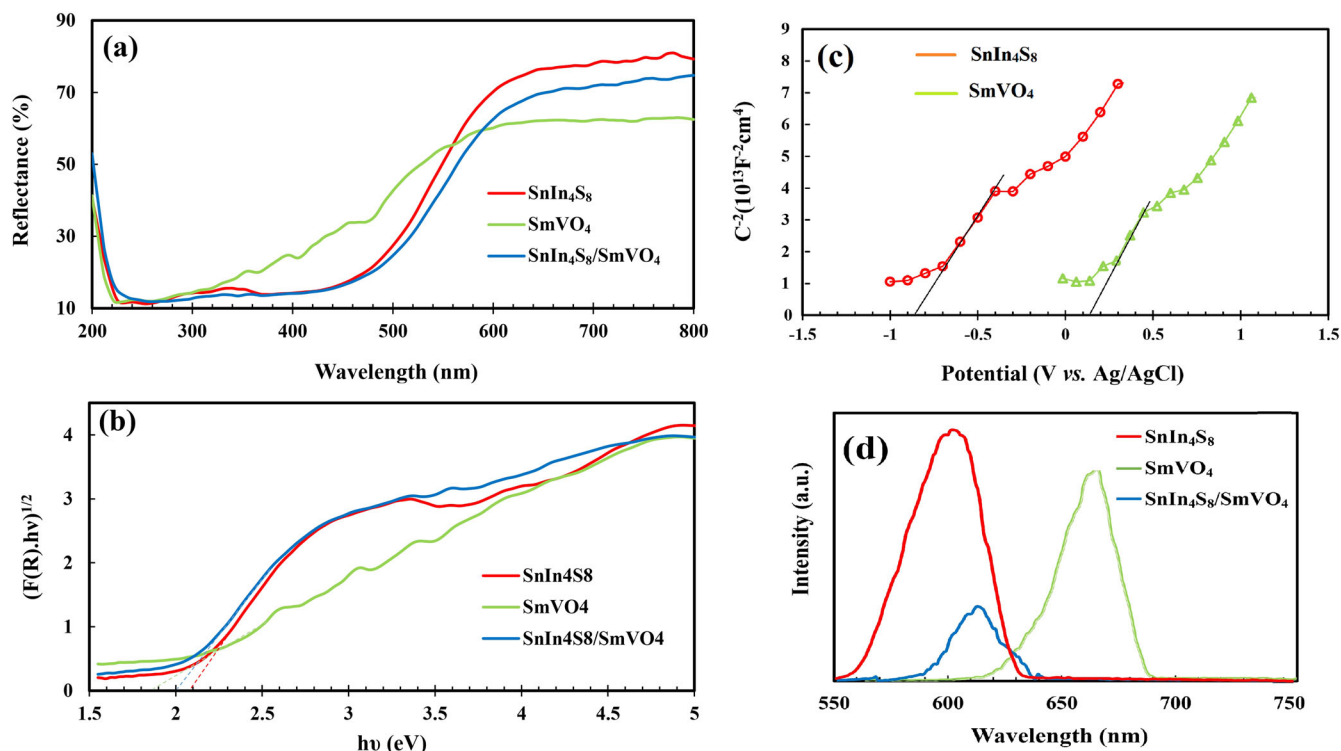 (a)
Reflectance (%)
90
70
50
30
10
SnIn₄S₈
SmVO₄
SnIn₄S₈/SmVO₄
200 300 400 500 600 700 800
Wavelength (nm)
(c)
C⁻²(10¹³F⁻²cm⁴)
9
8
7
6
5
4
3
2
1
0
SnIn₄S₈
SmVO₄
-1.5 -1 -0.5 0 0.5 1 1.5
Potential (V vs. Ag/AgCl)
(b)
(F(R).hν)¹ᐟ²
4
3
2
1
0
SnIn4S8
SmVO4
SnIn4S8/SmVO4
1.5 2 2.5 3 3.5 4 4.5 5
hυ (eV)
(d)
Intensity (a.u.)
SnIn₄S₈
SmVO₄
SnIn₄S₈/SmVO₄
550 600 650 700 750
Wavelength (nm)